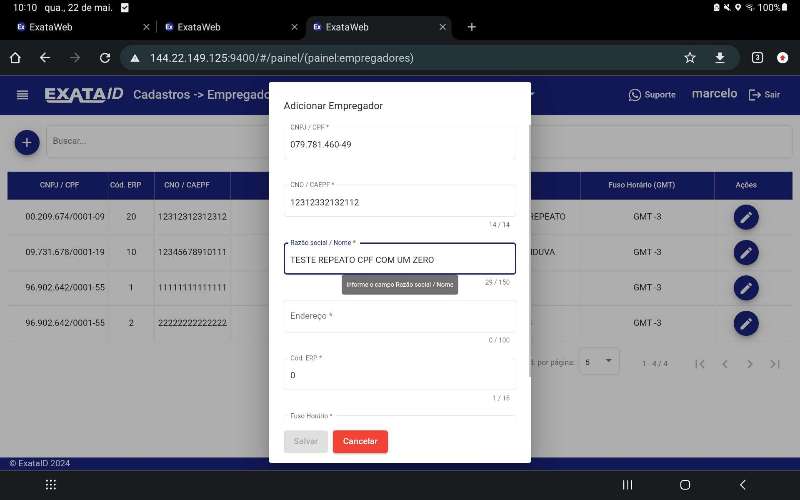 10:10 qua., 22 de mai.
100%
ExataWeb
ExataWeb
ExataWeb
144.22.149.125:9400/#/painel/(painel:empregadores)
3
EXATA ID
Cadastros -> Empregado
Suporte
marcelo
Sair
Adicionar Empregador
CNPJ / CPF *
079.781.460-49
CNO / CAEPF *
12312332132112
14 / 14
Razão social / Nome *
TESTE REPEATO CPF COM UM ZERO
29 / 150
Informe o campo Razão social / Nome
Endereço *
0 / 100
Cód. ERP *
0
1 / 16
Fuso Horário *
Salvar
Cancelar
Buscar...
CNPJ / CPF Cód. ERP CNO / CAEPF Fuso Horário (GMT) Ações
00.209.674/0001-09 20 12312312312312 REPEATO GMT -3
09.731.678/0001-19 10 12345678910111 DUVA GMT -3
96.902.642/0001-55 1 11111111111111 GMT -3
96.902.642/0001-55 2 22222222222222 GMT -3
. por página: 5 1 - 4 / 4
© ExataID 2024